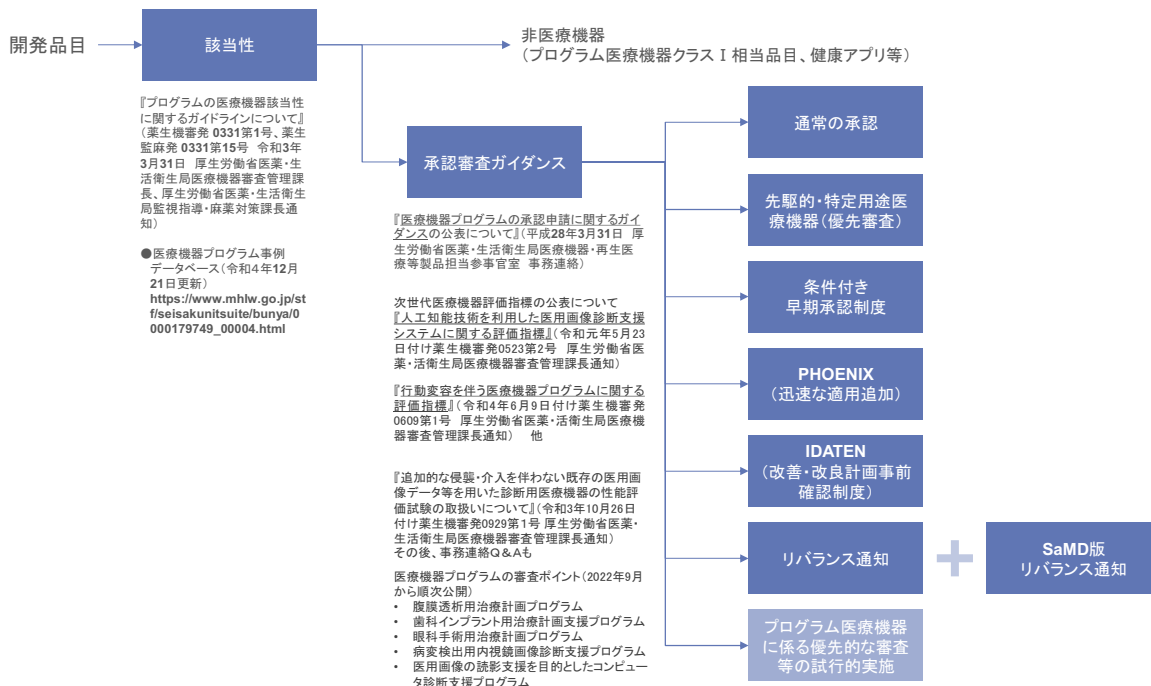 開発品目
該当性
非医療機器
（プログラム医療機器クラスⅠ相当品目、健康アプリ等）
『プログラムの医療機器該当性
に関するガイドラインについて』
（薬生機審発 0331第1号、薬生
監麻発 0331第15号 令和3年
3月31日 厚生労働省医薬・生
活衛生局医療機器審査管理課
長、厚生労働省医薬・生活衛生
局監視指導・麻薬対策課長通
知）
●医療機器プログラム事例
データベース（令和4年12月
21日更新）
https://www.mhlw.go.jp/st
f/seisakunitsuite/bunya/0
000179749_00004.html
承認審査ガイダンス
『医療機器プログラムの承認申請に関するガイ
ダンスの公表について』（平成28年3月31日 厚
生労働省医薬・生活衛生局医療機器・再生医
療等製品担当参事官室 事務連絡）
次世代医療機器評価指標の公表について
『人工知能技術を利用した医用画像診断支援
システムに関する評価指標』（令和元年5月23
日付け薬生機審発0523第2号 厚生労働省医
薬・活衛生局医療機器審査管理課長通知）
『行動変容を伴う医療機器プログラムに関する
評価指標』（令和4年6月9日付け薬生機審発
0609第1号 厚生労働省医薬・活衛生局医療機
器審査管理課長通知） 他
『追加的な侵襲・介入を伴わない既存の医用画
像データ等を用いた診断用医療機器の性能評
価試験の取扱いについて』（令和3年10月26日
付け薬生機審発0929第1号 厚生労働省医薬・
生活衛生局医療機器審査管理課長通知）
その後、事務連絡Q＆Aも
医療機器プログラムの審査ポイント（2022年9月
から順次公開）
• 腹膜透析用治療計画プログラム
• 歯科インプラント用治療計画支援プログラム
• 眼科手術用治療計画プログラム
• 病変検出用内視鏡画像診断支援プログラム
• 医用画像の読影支援を目的としたコンピュー
タ診断支援プログラム
通常の承認
先駆的・特定用途医
療機器（優先審査）
条件付き
早期承認制度
PHOENIX
（迅速な適用追加）
IDATEN
（改善・改良計画事前
確認制度）
リバランス通知
SaMD版
リバランス通知
プログラム医療機器
に係る優先的な審査
等の試行的実施